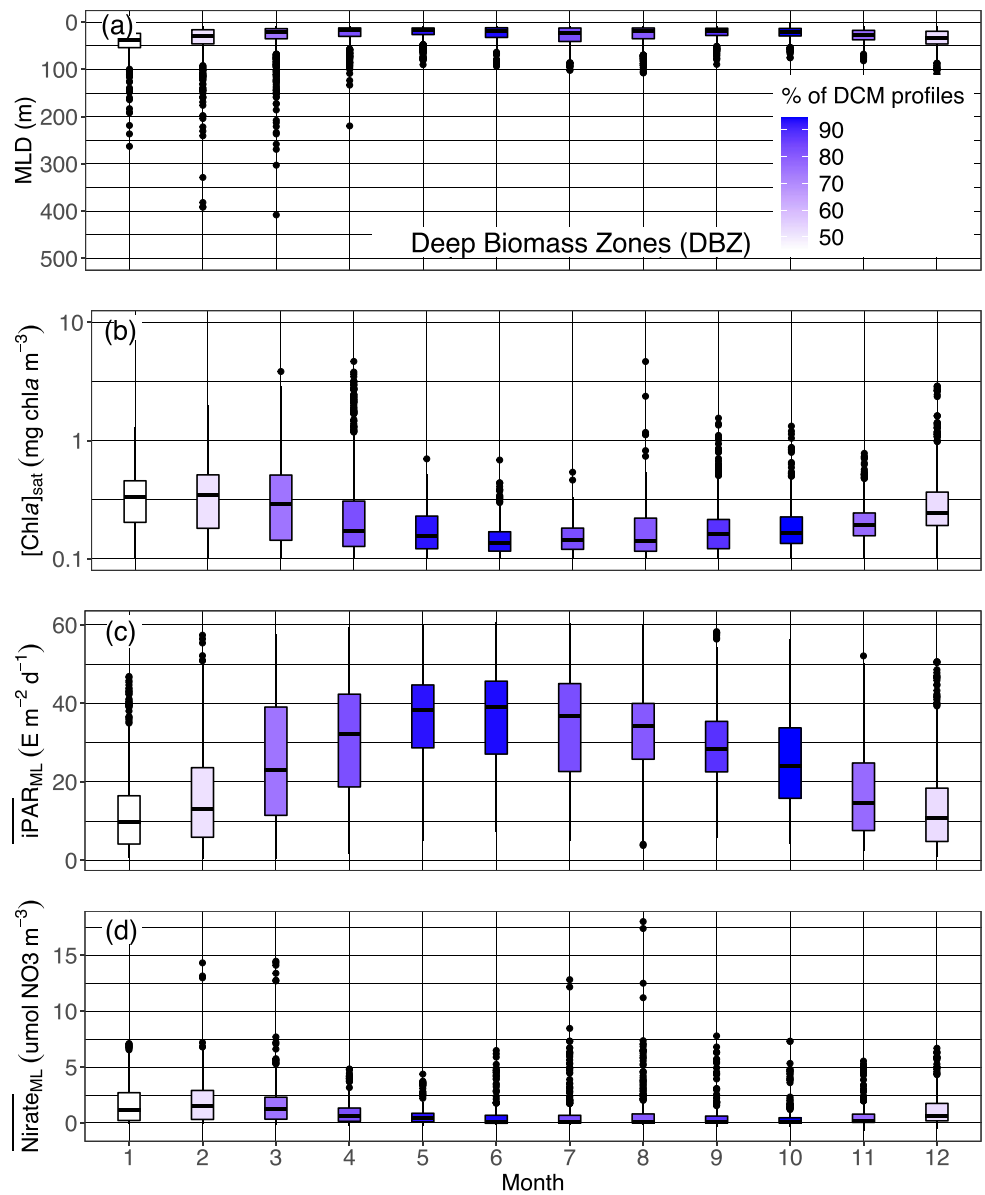 (a)
0
100
200
300
400
500
MLD (m)
% of DCM profiles
90
80
70
60
50
Deep Biomass Zones (DBZ)
(b)
10
1
0.1
[Chla]sat (mg chla m−3)
(c)
60
40
20
0
iPARML (E m−2 d−1)
(d)
15
10
5
0
NirateML (umol NO3 m−3)
1 2 3 4 5 6 7 8 9 10 11 12
Month